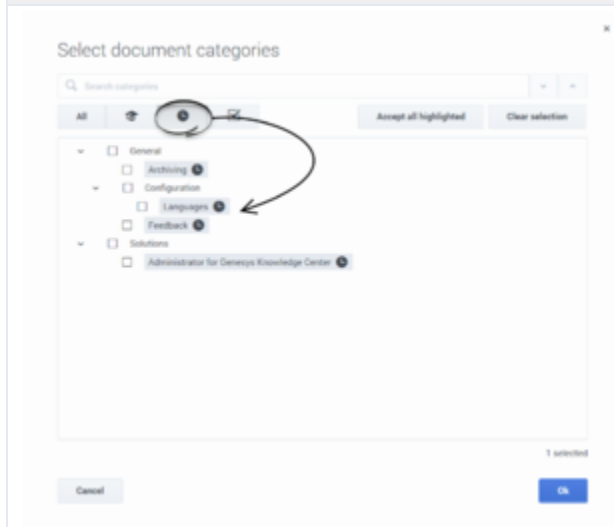 Select document categories
Search categories
All
Accept all highlighted Clear selection
General
Archiving
Configuration
Languages
Feedback
Solutions
Administrator for Genesys Knowledge Center
1 selected
Cancel Ok